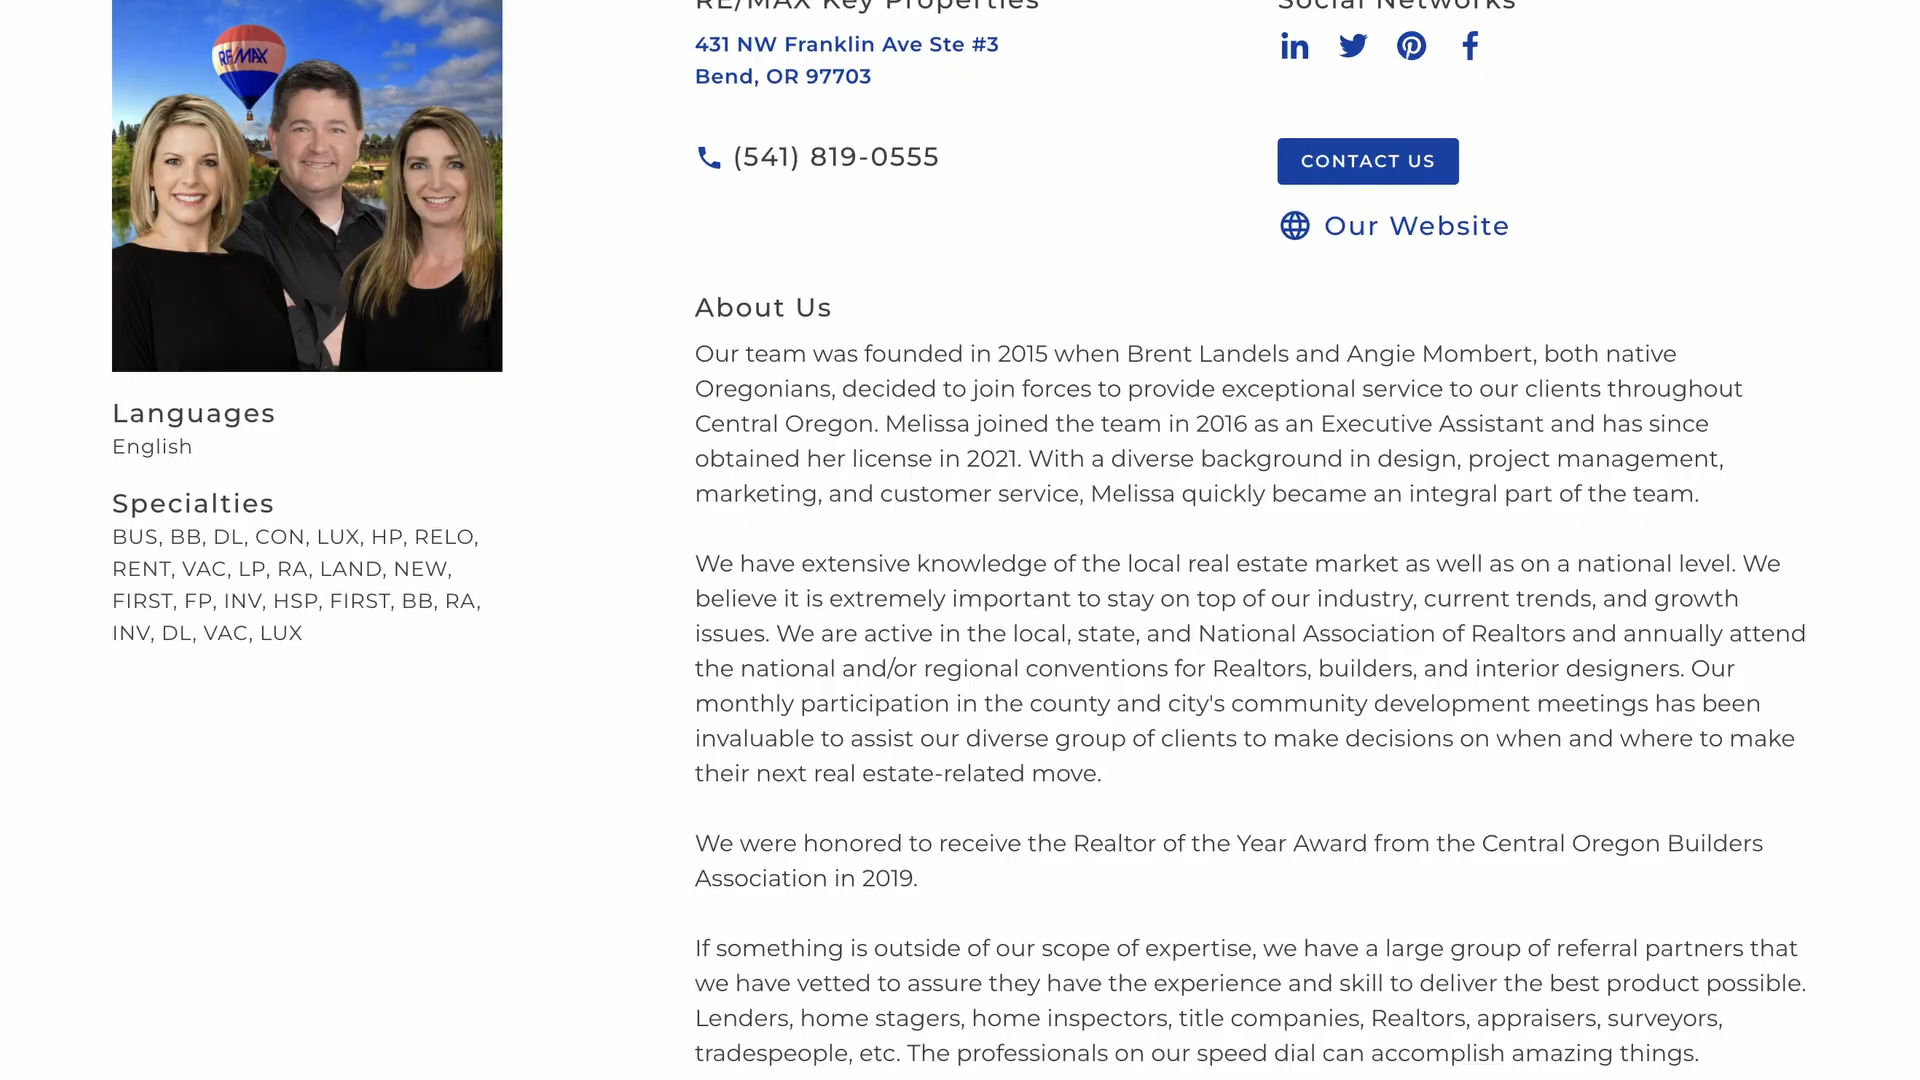 RE/MAX
Languages
English
Specialties
BUS, BB, DL, CON, LUX, HP, RELO,
RENT, VAC, LP, RA, LAND, NEW,
FIRST, FP, INV, HSP, FIRST, BB, RA,
INV, DL, VAC, LUX
RE/MAX Key Properties
431 NW Franklin Ave Ste #3
Bend, OR 97703
(541) 819-0555
Social Networks
CONTACT US
Our Website
About Us
Our team was founded in 2015 when Brent Landels and Angie Mombert, both native
Oregonians, decided to join forces to provide exceptional service to our clients throughout
Central Oregon. Melissa joined the team in 2016 as an Executive Assistant and has since
obtained her license in 2021. With a diverse background in design, project management,
marketing, and customer service, Melissa quickly became an integral part of the team.
We have extensive knowledge of the local real estate market as well as on a national level. We
believe it is extremely important to stay on top of our industry, current trends, and growth
issues. We are active in the local, state, and National Association of Realtors and annually attend
the national and/or regional conventions for Realtors, builders, and interior designers. Our
monthly participation in the county and city's community development meetings has been
invaluable to assist our diverse group of clients to make decisions on when and where to make
their next real estate-related move.
We were honored to receive the Realtor of the Year Award from the Central Oregon Builders
Association in 2019.
If something is outside of our scope of expertise, we have a large group of referral partners that
we have vetted to assure they have the experience and skill to deliver the best product possible.
Lenders, home stagers, home inspectors, title companies, Realtors, appraisers, surveyors,
tradespeople, etc. The professionals on our speed dial can accomplish amazing things.